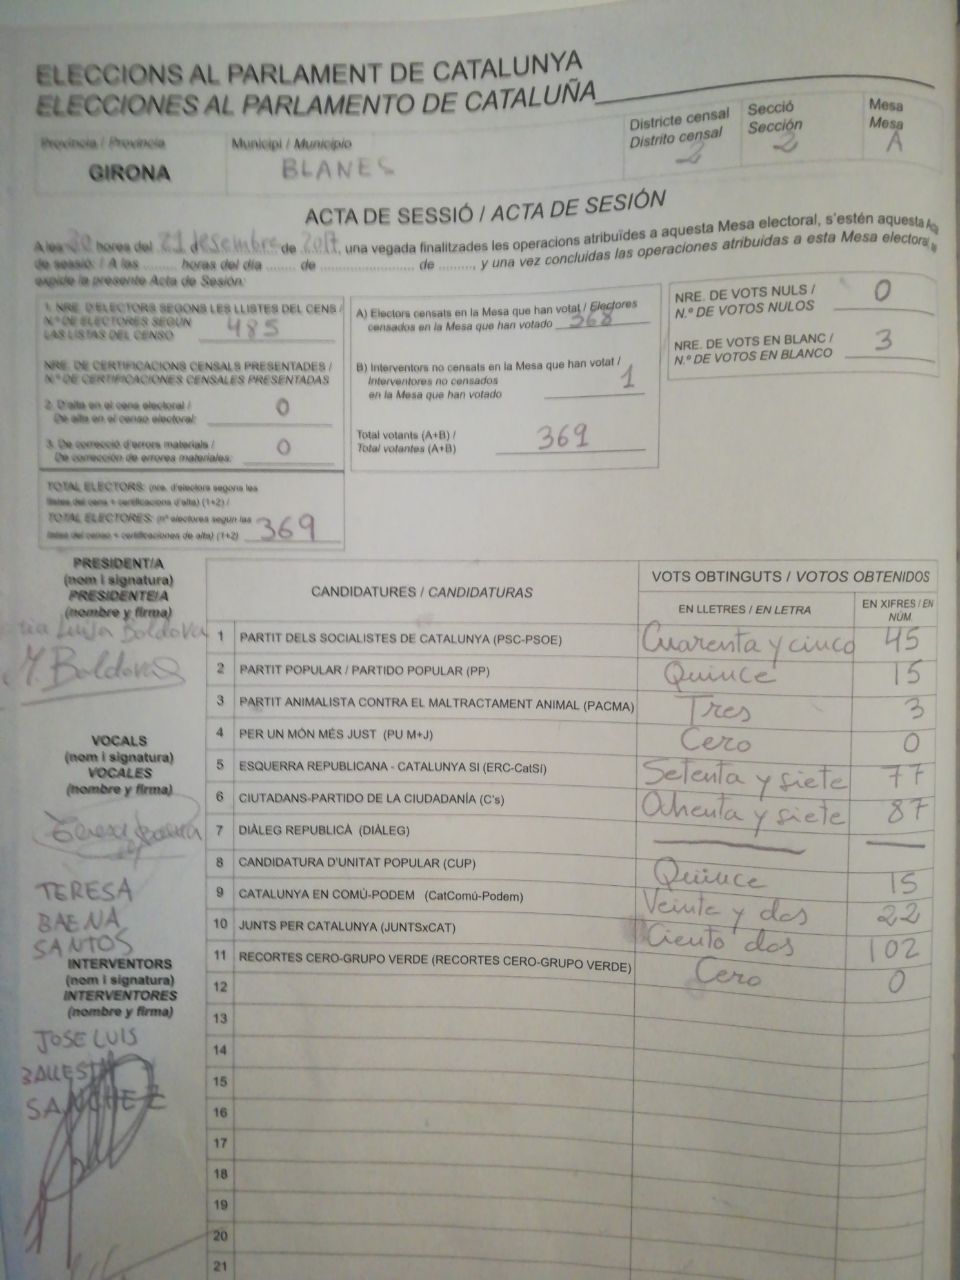 ELECCIONS AL PARLAMENT DE CATALUNYA
ELECCIONES AL PARLAMENTO DE CATALUÑA
Província / Provincia
GIRONA
Municipi / Municipio
BLANES
Districte censal
Distrito censal
2
Secció
Sección
2
Mesa
Mesa
A
ACTA DE SESSIÓ / ACTA DE SESIÓN
A les 20 hores del 21 desembre de 2017, una vegada finalitzades les operacions atribuïdes a aquesta Mesa electoral, s'estén aquesta Acta
de sessió. / A las ......... horas del día ........ de ........................ de ........., y una vez concluidas las operaciones atribuidas a esta Mesa electoral, se
expide la presente Acta de Sesión:
1. NRE. D'ELECTORS SEGONS LES LLISTES DEL CENS /
N.º DE ELECTORES SEGÚN
LAS LISTAS DEL CENSO 485
NRE. DE CERTIFICACIONS CENSALS PRESENTADES /
N.º DE CERTIFICACIONES CENSALES PRESENTADAS
2. D'alta en el cens electoral /
De alta en el censo electoral: 0
3. De correcció d'errors materials /
De corrección de errores materiales: 0
TOTAL ELECTORS: (nre. d'electors segons les
llistes del cens + certificacions d'alta) (1+2) /
TOTAL ELECTORES: (nº electores según las
listas del censo + certificaciones de alta) (1+2) 369
A) Electors censats en la Mesa que han votat / Electores
censados en la Mesa que han votado 368
B) Interventors no censats en la Mesa que han votat /
Interventores no censados
en la Mesa que han votado 1
Total votants (A+B) /
Total votantes (A+B) 369
NRE. DE VOTS NULS /
N.º DE VOTOS NULOS 0
NRE. DE VOTS EN BLANC /
N.º DE VOTOS EN BLANCO 3
PRESIDENT/A
(nom i signatura)
PRESIDENTE/A
(nombre y firma)
Luisa Boldova
M. Boldova
VOCALS
(nom i signatura)
VOCALES
(nombre y firma)
TERESA
BAENA
SANTOS
INTERVENTORS
(nom i signatura)
INTERVENTORES
(nombre y firma)
JOSE LUIS
SANCHEZ
CANDIDATURES / CANDIDATURAS
VOTS OBTINGUTS / VOTOS OBTENIDOS
EN LLETRES / EN LETRA
EN XIFRES / EN
NÚM.
1 PARTIT DELS SOCIALISTES DE CATALUNYA (PSC-PSOE) Cuarenta y cinco 45
2 PARTIT POPULAR / PARTIDO POPULAR (PP) Quince 15
3 PARTIT ANIMALISTA CONTRA EL MALTRACTAMENT ANIMAL (PACMA) Tres 3
4 PER UN MÓN MÉS JUST (PU M+J) Cero 0
5 ESQUERRA REPUBLICANA - CATALUNYA SI (ERC-CatSí) Setenta y siete 77
6 CIUTADANS-PARTIDO DE LA CIUDADANÍA (C's) Ochenta y siete 87
7 DIÀLEG REPUBLICÀ (DIÀLEG)
8 CANDIDATURA D'UNITAT POPULAR (CUP) Quince 15
9 CATALUNYA EN COMÚ-PODEM (CatComú-Podem) Veinte y dos 22
10 JUNTS PER CATALUNYA (JUNTSxCAT) Ciento dos 102
11 RECORTES CERO-GRUPO VERDE (RECORTES CERO-GRUPO VERDE) Cero 0
12
13
14
15
16
17
18
19
20
21